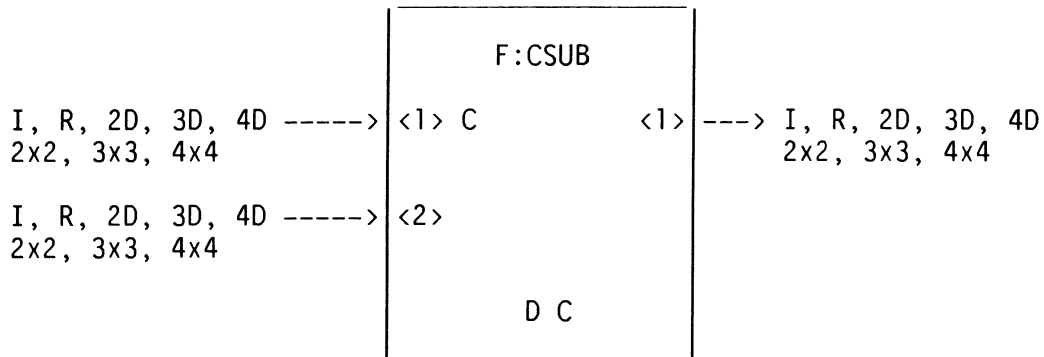 F:CSUB
I, R, 2D, 3D, 4D -----> <1> C <1> ---> I, R, 2D, 3D, 4D
2x2, 3x3, 4x4 2x2, 3x3, 4x4
I, R, 2D, 3D, 4D -----> <2>
2x2, 3x3, 4x4
D C